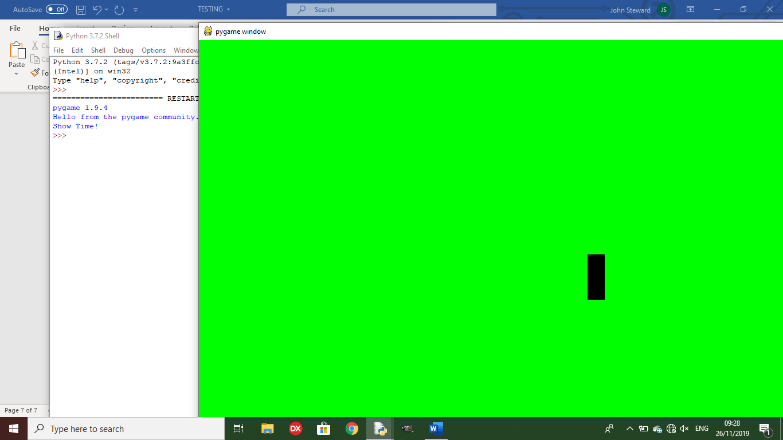 AutoSave Off
TESTING
Search
John Steward JS
File
Paste
Page 7 of 7
Python 3.7.2 Shell
File Edit Shell Debug Options Window
Python 3.7.2 (tags/v3.7.2:9a3ffc
(Intel)] on win32
Type "help", "copyright", "credi
>>>
======================== RESTART
pygame 1.9.4
Hello from the pygame community.
Show Time!
>>>
pygame window
Type here to search
DX
ENG
09:28
26/11/2019
1